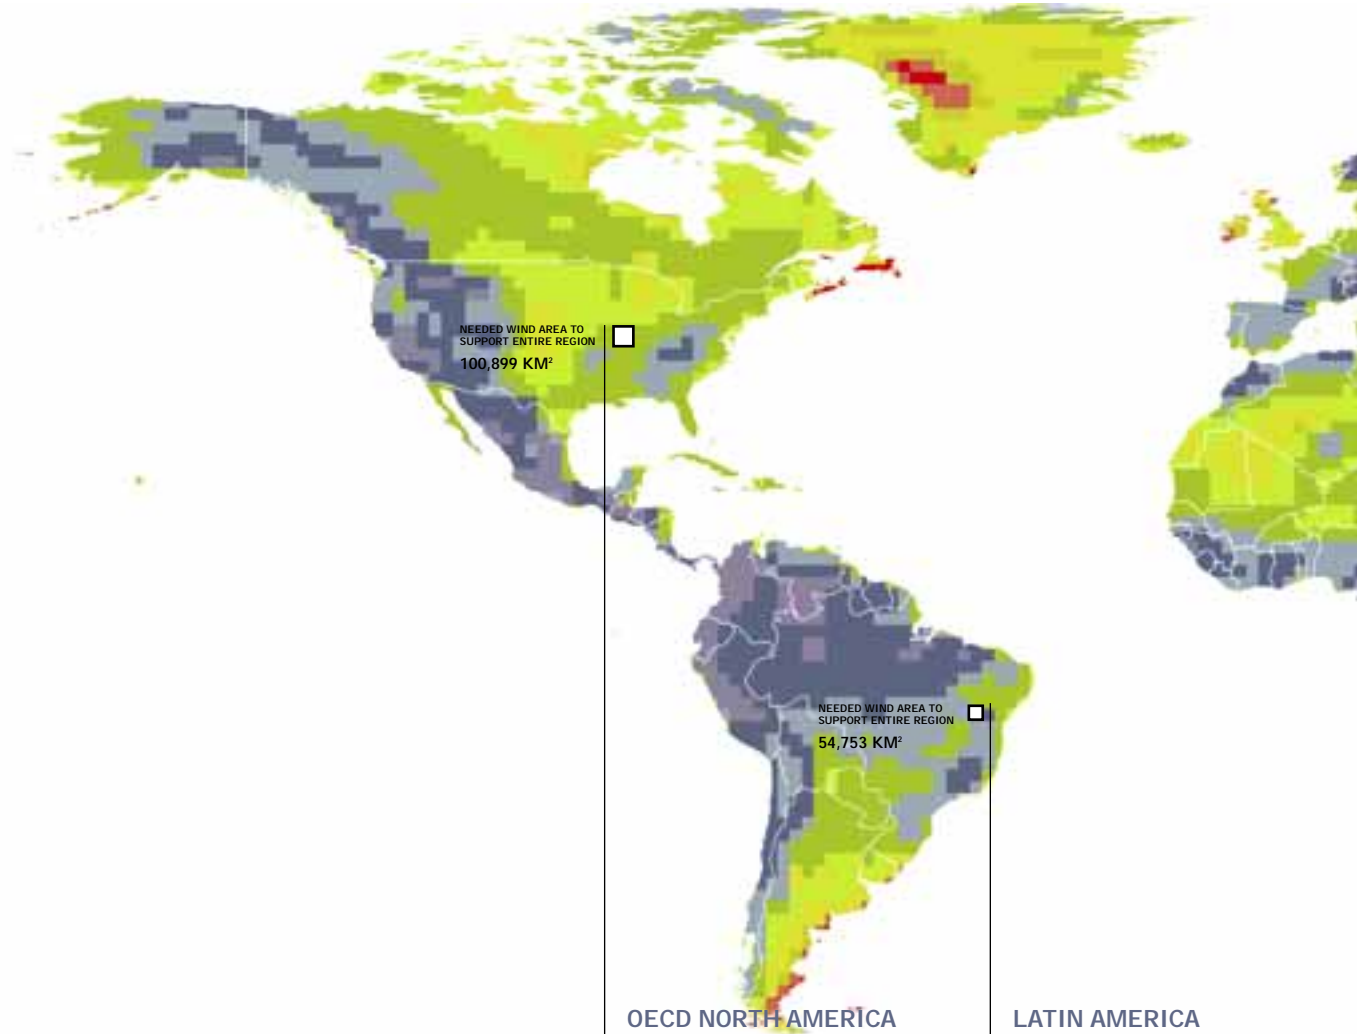 NEEDED WIND AREA TO
SUPPORT ENTIRE REGION
100,899 KM²
NEEDED WIND AREA TO
SUPPORT ENTIRE REGION
54,753 KM²
OECD NORTH AMERICA
LATIN AMERICA